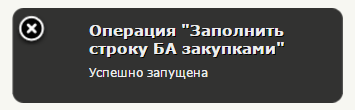 Операция "Заполнить
строку БА закупками"
Успешно запущена